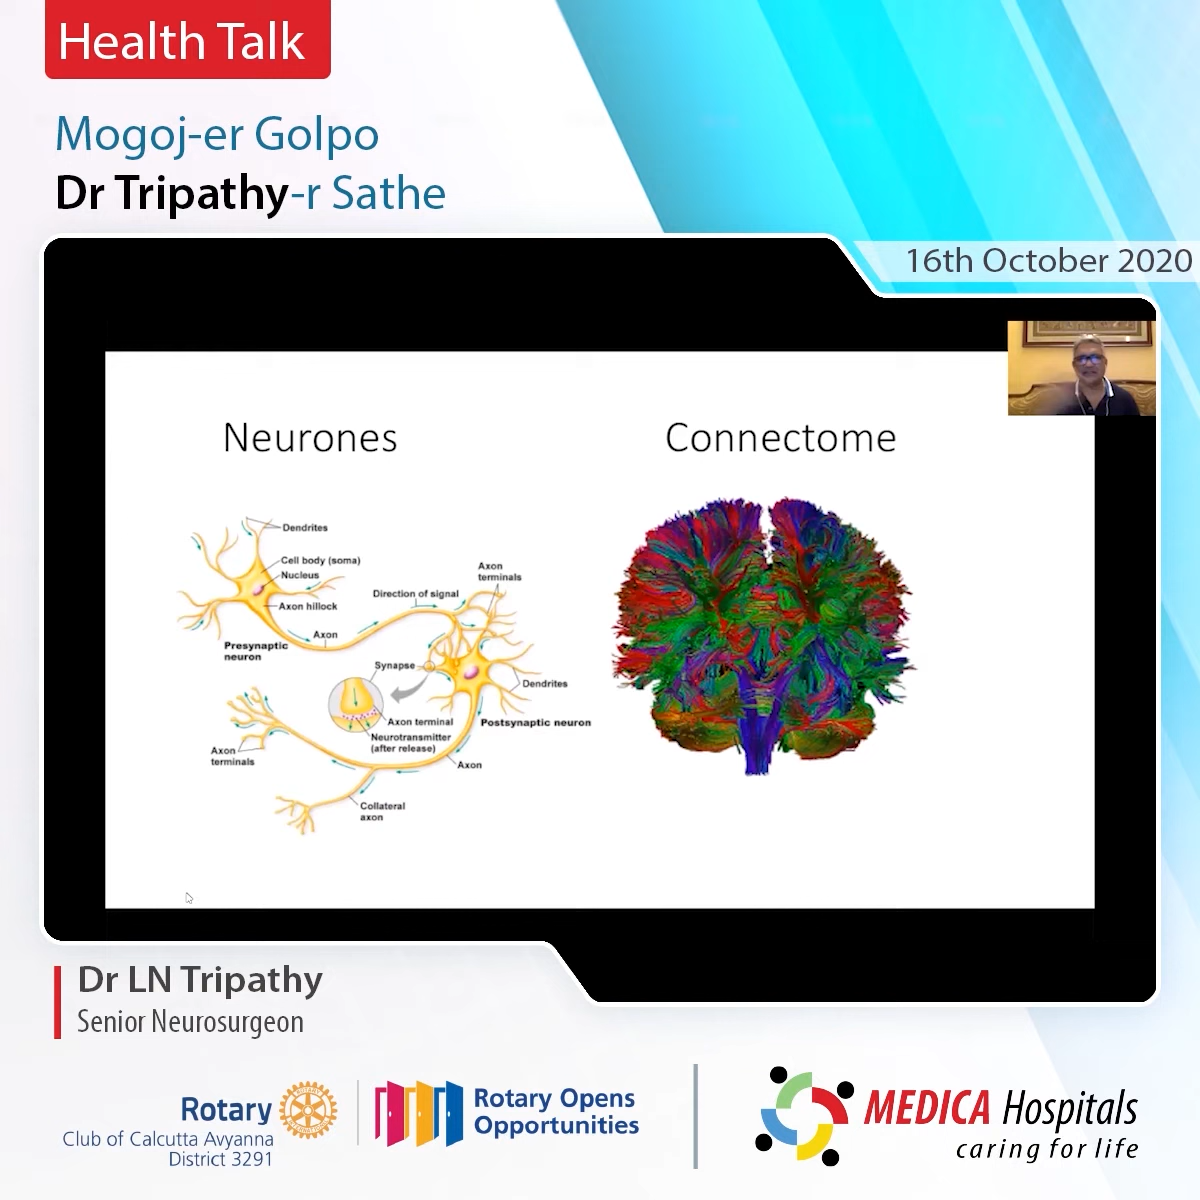 Health Talk
Mogoj-er Golpo
Dr Tripathy-r Sathe
16th October 2020
Neurones
Connectome
Dendrites
Cell body (soma)
Nucleus
Axon hillock
Axon
Presynaptic
neuron
Direction of signal
Axon
terminals
Synapse
Dendrites
Axon terminal
Neurotransmitter
(after release)
Postsynaptic neuron
Axon
terminals
Axon
Collateral
axon
Dr LN Tripathy
Senior Neurosurgeon
Rotary
Club of Calcutta Avyanna
District 3291
Rotary Opens
Opportunities
MEDICA Hospitals
caring for life